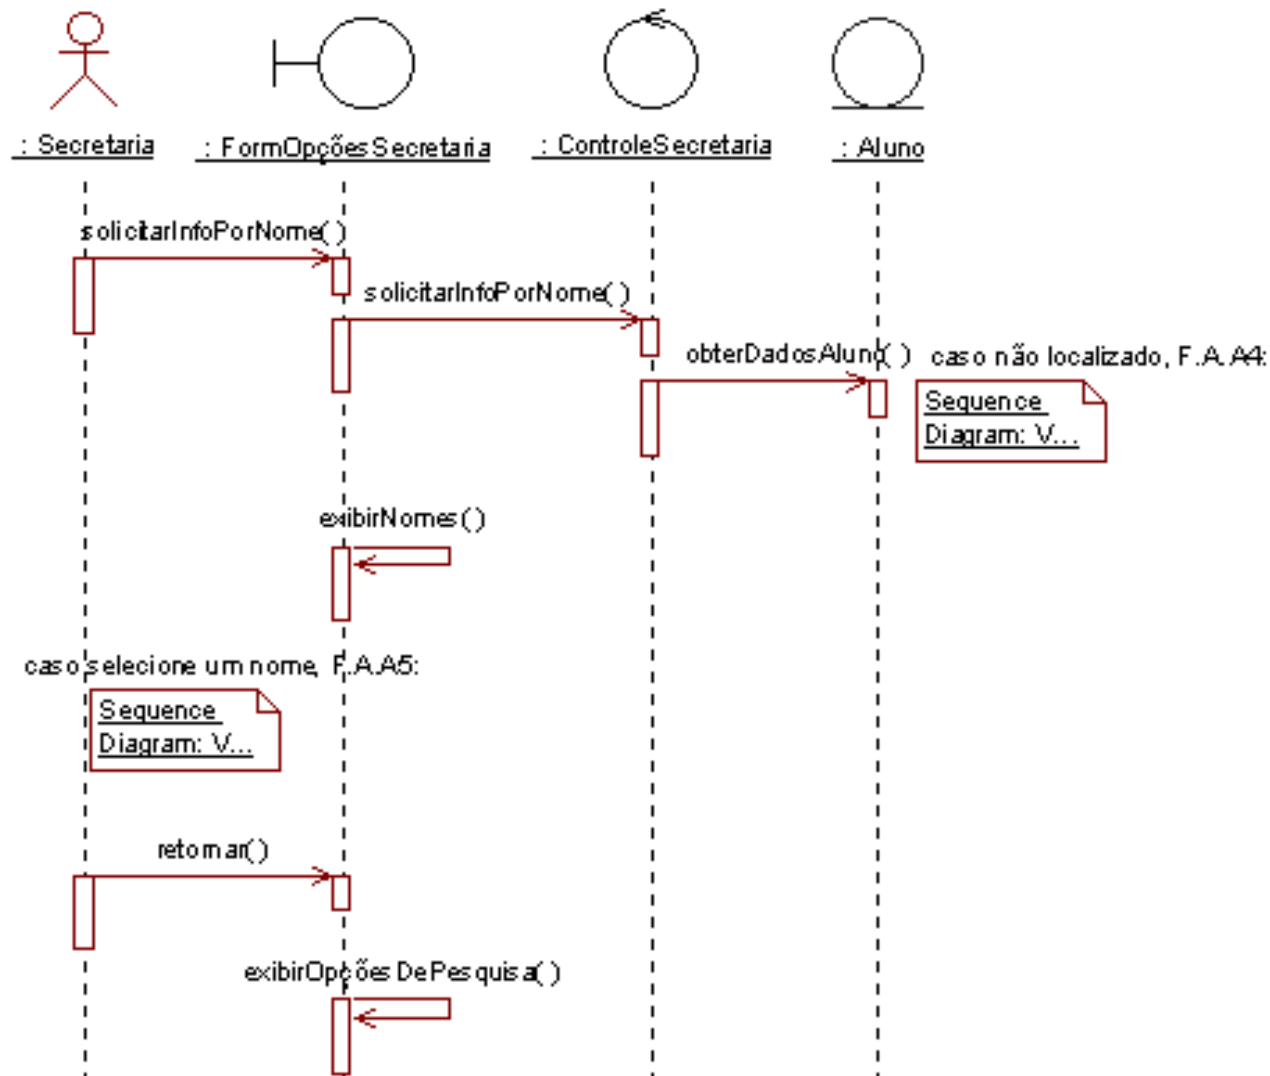 : Secretaria
: FormOpçõesSecretaria
: ControleSecretaria
: Aluno
solicitarInfoPorNome( )
solicitarInfoPorNome( )
obterDadosAluno( )
caso não localizado, F.A.A4:
Sequence
Diagram: V...
exibirNomes( )
caso selecione um nome, F.A.A5:
Sequence
Diagram: V...
retornar( )
exibirOpçõesDePesquisa( )